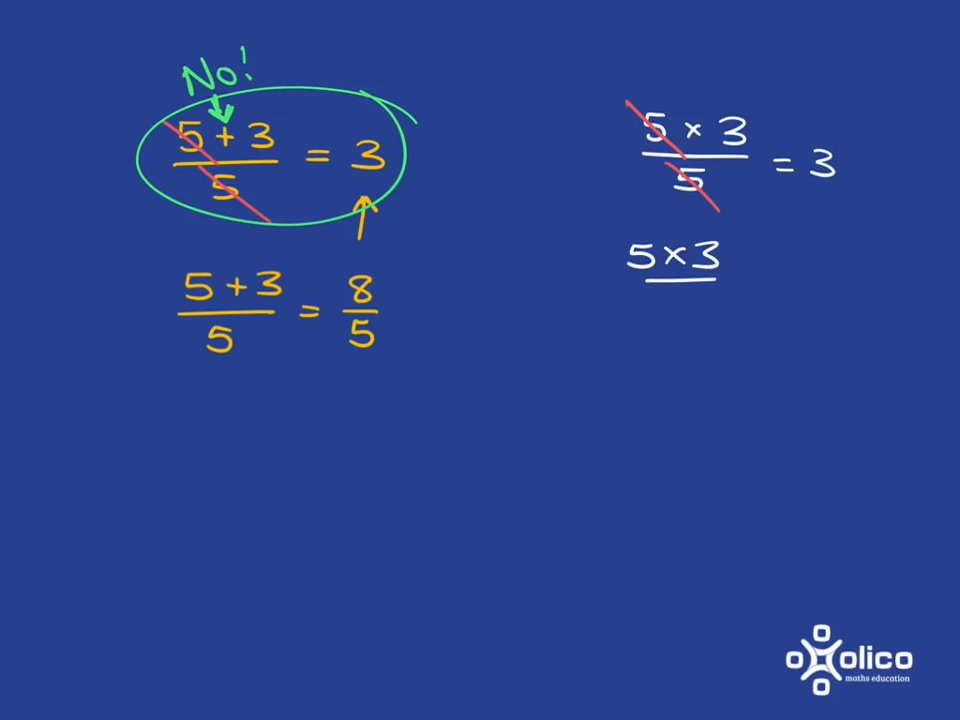 No!
5 + 3
5
= 3
5 + 3
5
=
8
5
5 × 3
5
= 3
5 × 3
olico
maths education